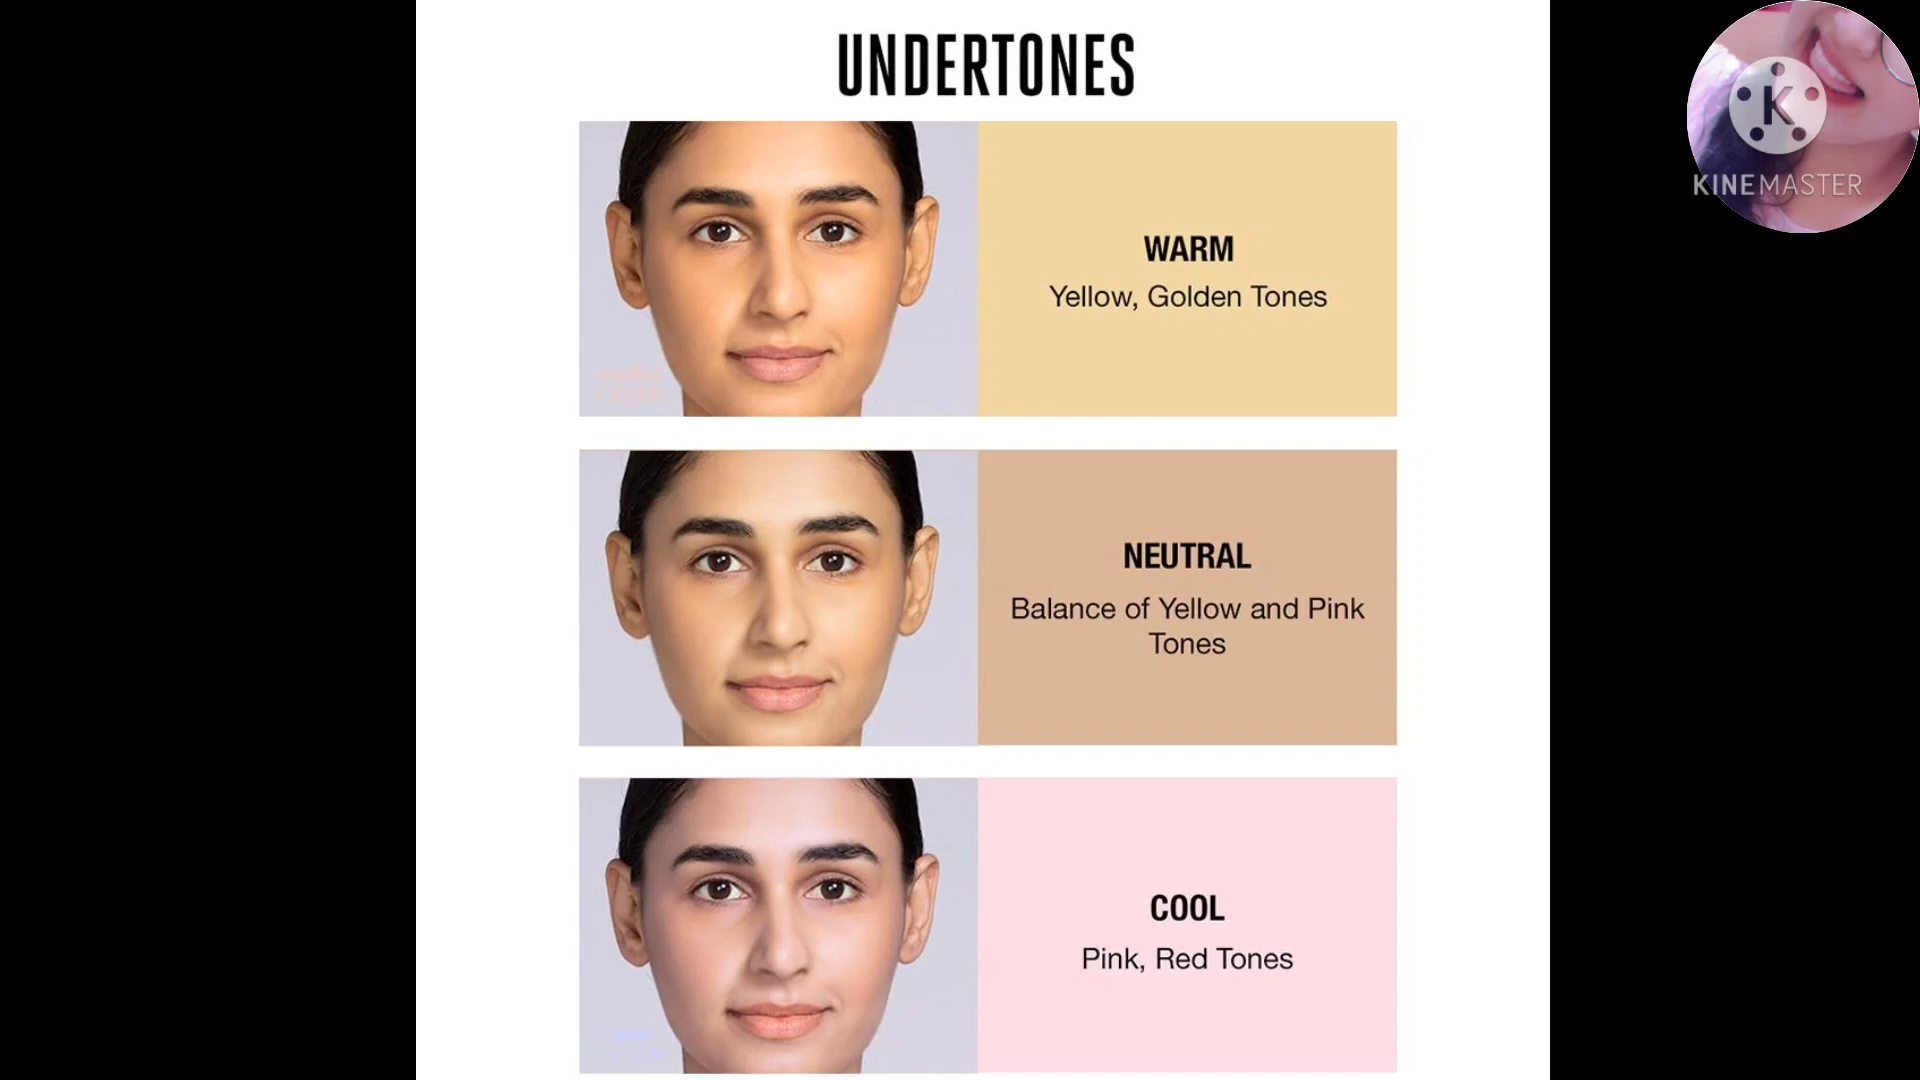 UNDERTONES
WARM
Yellow, Golden Tones
NEUTRAL
Balance of Yellow and Pink
Tones
COOL
Pink, Red Tones
K
KINEMASTER